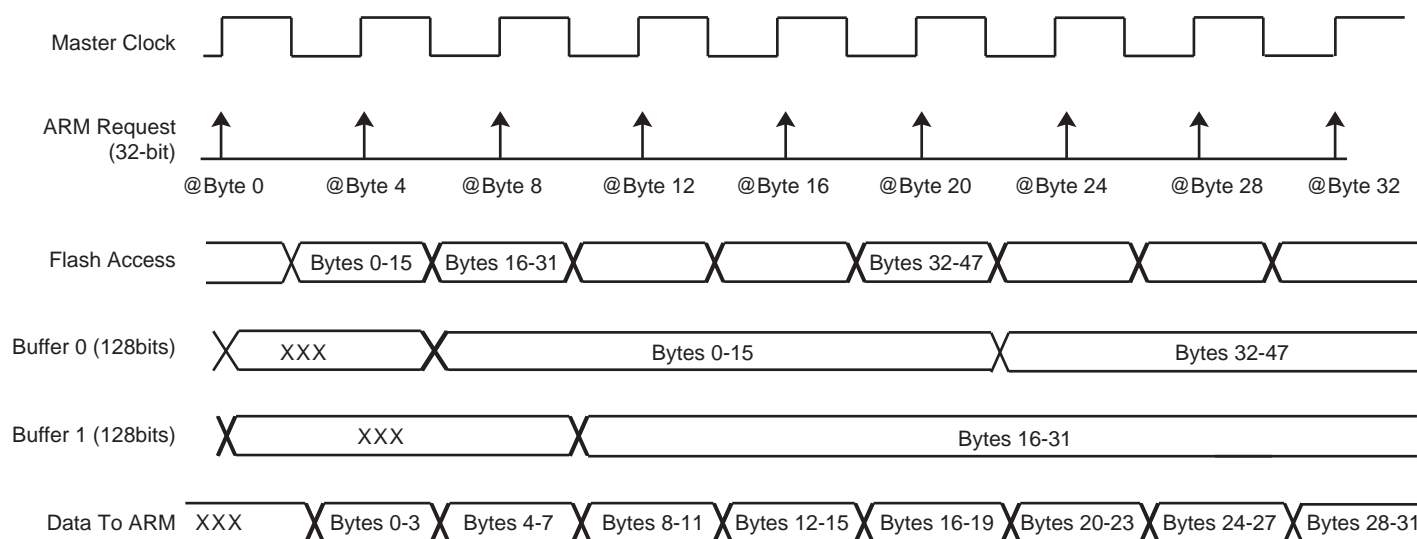 Master Clock
ARM Request
(32-bit)
@Byte 0 @Byte 4 @Byte 8 @Byte 12 @Byte 16 @Byte 20 @Byte 24 @Byte 28 @Byte 32
Flash Access Bytes 0-15 Bytes 16-31 Bytes 32-47
Buffer 0 (128bits) XXX Bytes 0-15 Bytes 32-47
Buffer 1 (128bits) XXX Bytes 16-31
Data To ARM XXX Bytes 0-3 Bytes 4-7 Bytes 8-11 Bytes 12-15 Bytes 16-19 Bytes 20-23 Bytes 24-27 Bytes 28-31